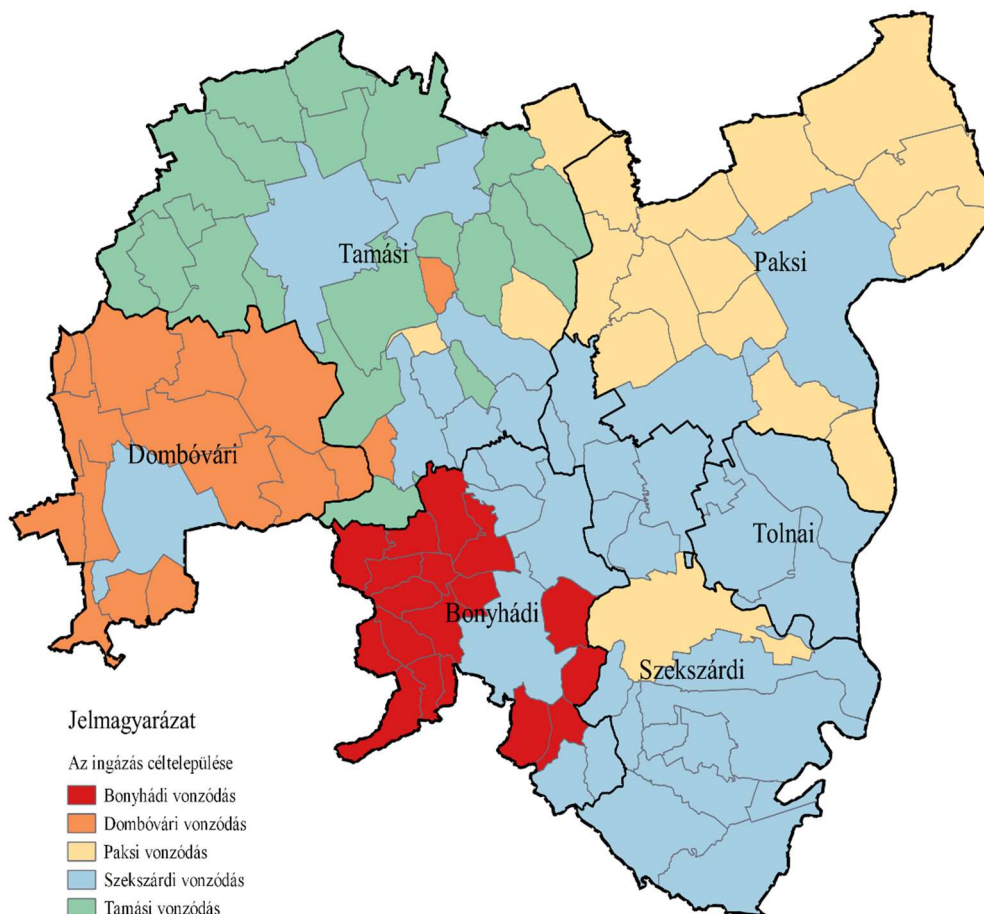 Tamási
Paksi
Dombóvári
Tolnai
Bonyhádi
Szekszárdi
Jelmagyarázat
Az ingázás céltelepülése
Bonyhádi vonzódás
Dombóvári vonzódás
Paksi vonzódás
Szekszárdi vonzódás
Tamási vonzódás